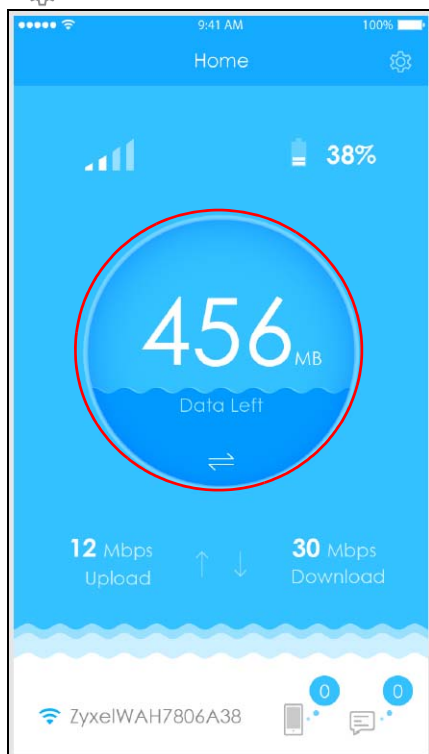 9:41 AM 100%
Home
38%
456 MB
Data Left
12 Mbps 30 Mbps
Upload Download
0 0
ZyxelWAH7806A38